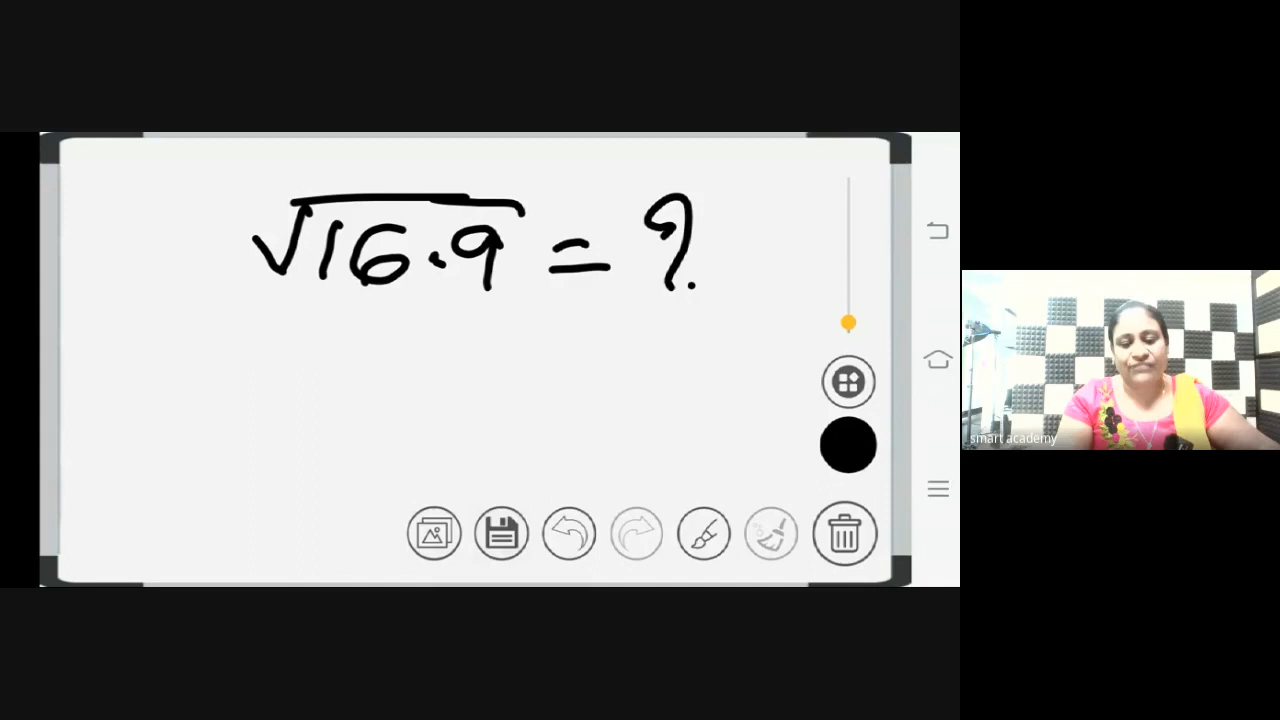 √16.9 = ?
smart academy